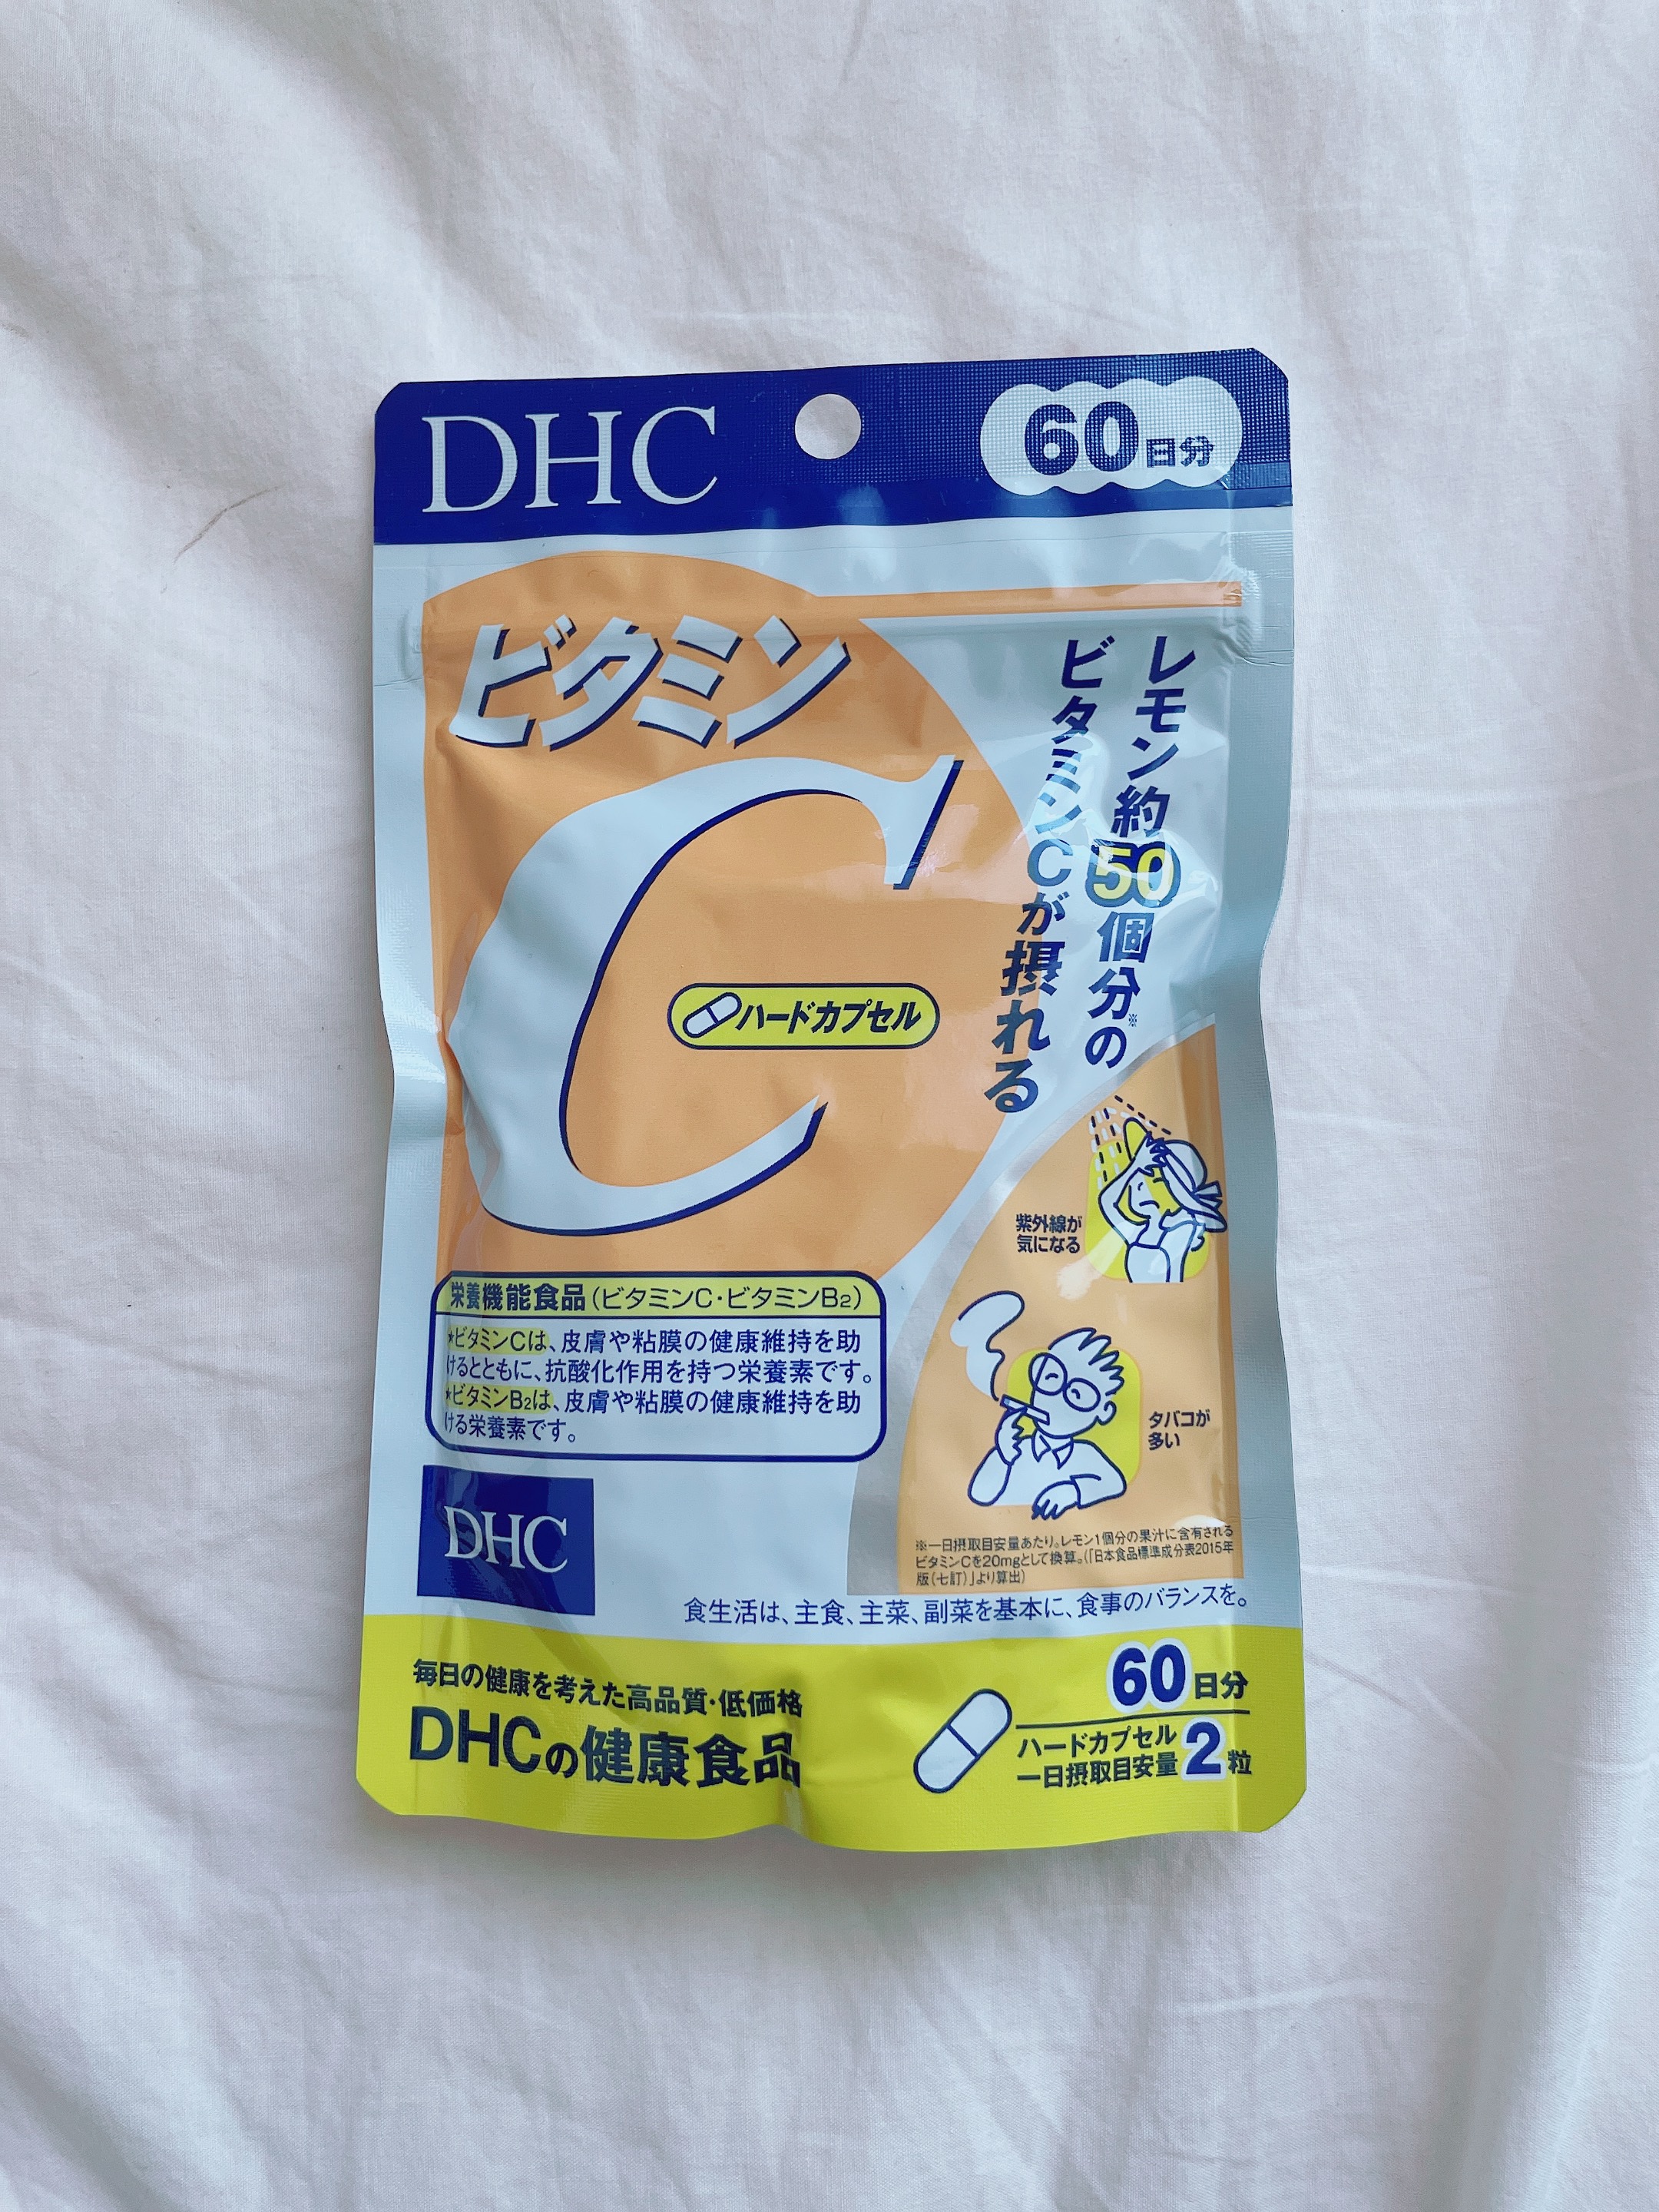 DHC
60日分
ビタミン
C
ハードカプセル
レモン約50個分の※
ビタミンCが摂れる
紫外線が
気になる
タバコが
多い
栄養機能食品(ビタミンC・ビタミンB2)
*ビタミンCは、皮膚や粘膜の健康維持を助
けるとともに、抗酸化作用を持つ栄養素です。
*ビタミンB2は、皮膚や粘膜の健康維持を助
ける栄養素です。
DHC
※一日摂取目安量あたり。レモン1個分の果汁に含有される
ビタミンCを20mgとして換算。(「日本食品標準成分表2015年
版(七訂)」より算出)
食生活は、主食、主菜、副菜を基本に、食事のバランスを。
毎日の健康を考えた高品質・低価格
DHCの健康食品
60日分
ハードカプセル
一日摂取目安量2粒